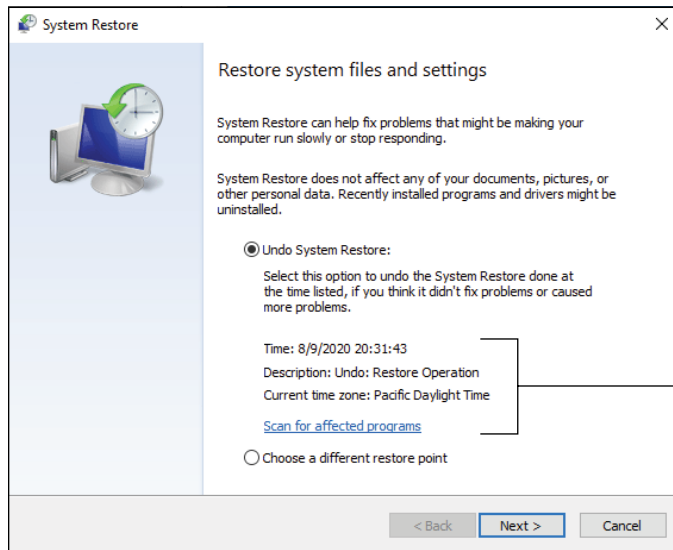 System Restore
Restore system files and settings
System Restore can help fix problems that might be making your
computer run slowly or stop responding.
System Restore does not affect any of your documents, pictures, or
other personal data. Recently installed programs and drivers might be
uninstalled.
Undo System Restore:
Select this option to undo the System Restore done at
the time listed, if you think it didn't fix problems or caused
more problems.
Time: 8/9/2020 20:31:43
Description: Undo: Restore Operation
Current time zone: Pacific Daylight Time
Scan for affected programs
Choose a different restore point
< Back Next > Cancel